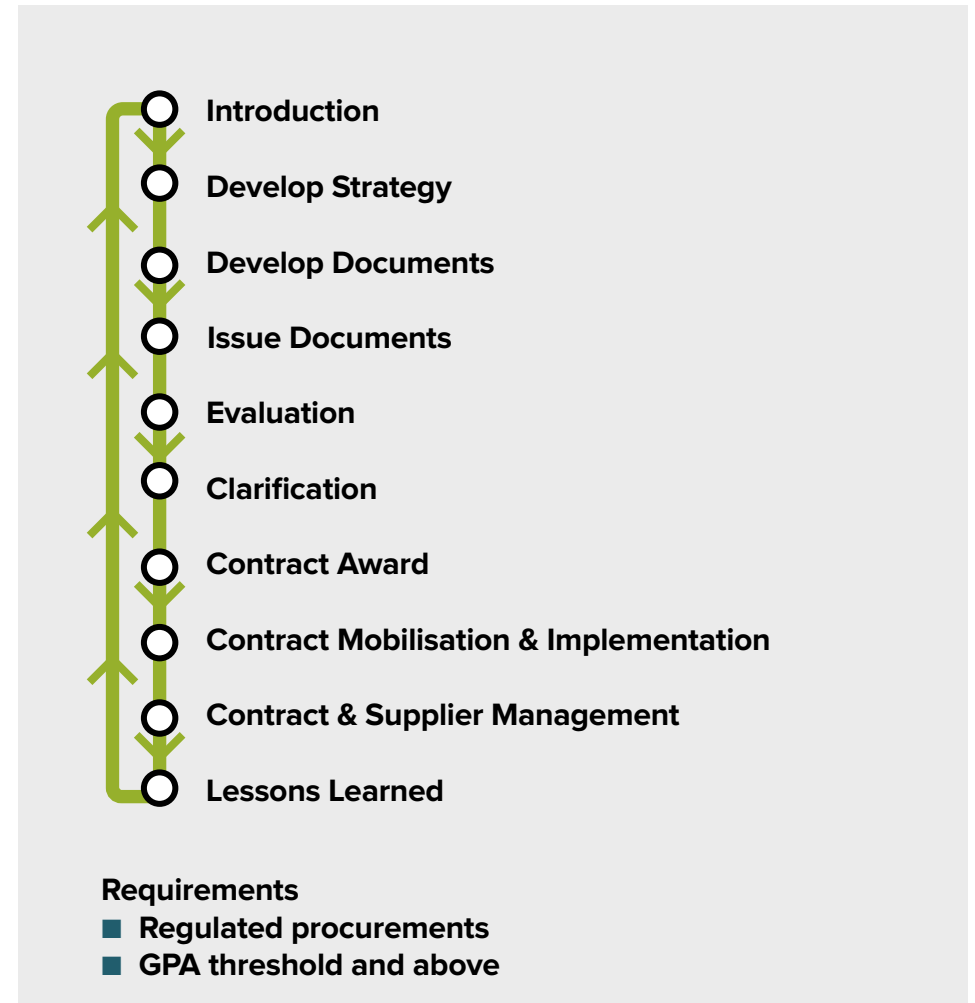 Introduction
Develop Strategy
Develop Documents
Issue Documents
Evaluation
Clarification
Contract Award
Contract Mobilisation & Implementation
Contract & Supplier Management
Lessons Learned
Requirements
Regulated procurements
GPA threshold and above